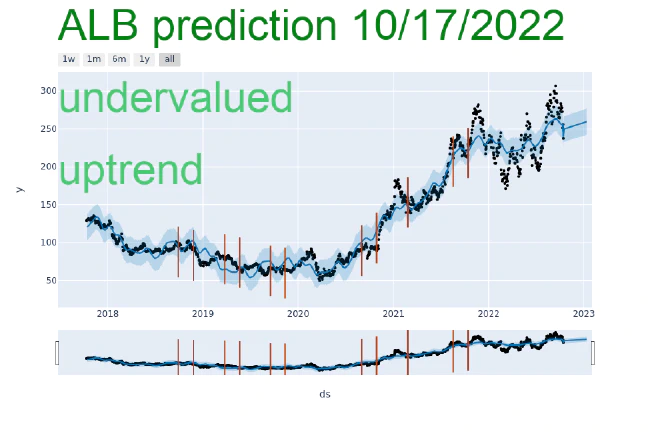 ALB prediction 10/17/2022
1w 1m 6m 1y all
300
undervalued
250
200
uptrend
y
150
100
50
2018 2019 2020 2021 2022 2023
ds